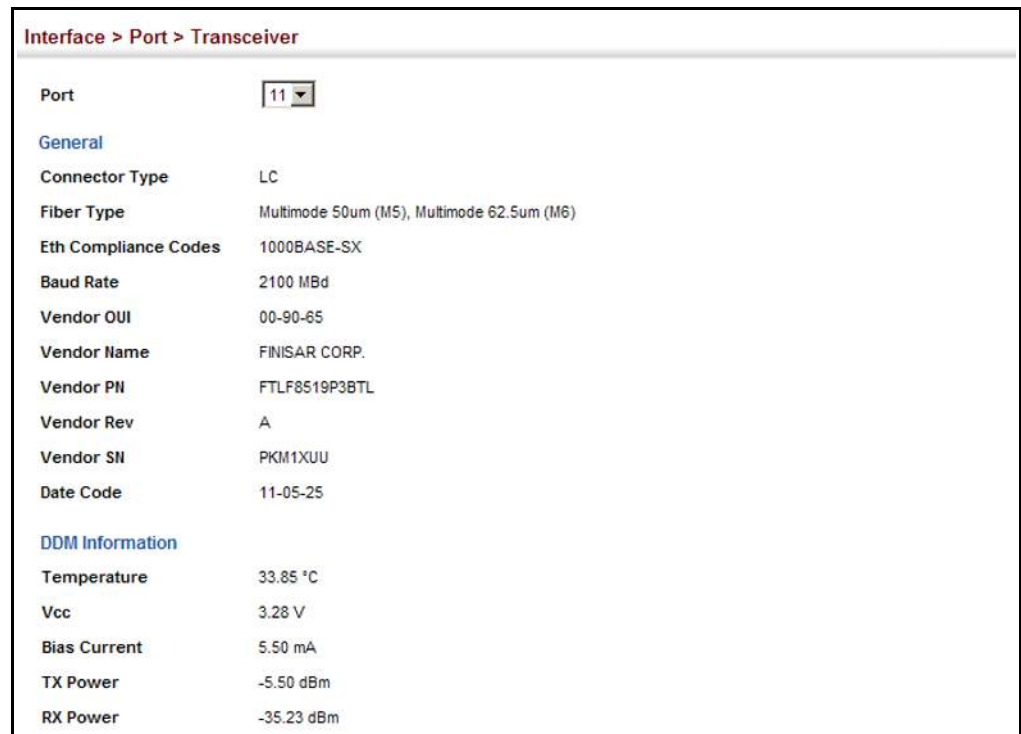 Interface > Port > Transceiver
Port 11
General
Connector Type LC
Fiber Type Multimode 50um (M5), Multimode 62.5um (M6)
Eth Compliance Codes 1000BASE-SX
Baud Rate 2100 MBd
Vendor OUI 00-90-65
Vendor Name FINISAR CORP.
Vendor PN FTLF8519P3BTL
Vendor Rev A
Vendor SN PKM1XUU
Date Code 11-05-25
DDM Information
Temperature 33.85 °C
Vcc 3.28 V
Bias Current 5.50 mA
TX Power -5.50 dBm
RX Power -35.23 dBm